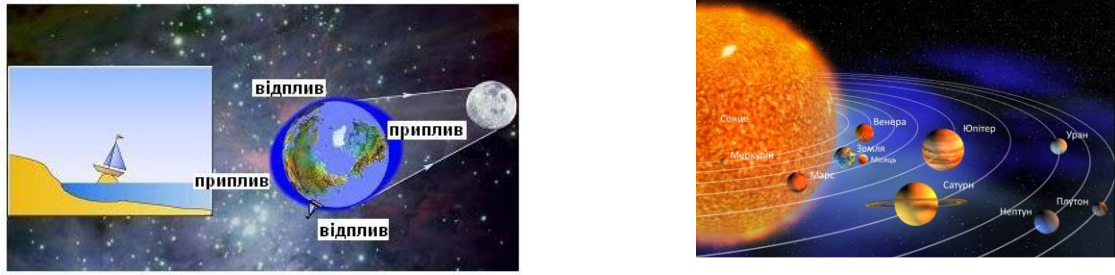 відплив
приплив
приплив
відплив
Сонце
Меркурій
Венера
Земля
Місяць
Марс
Юпітер
Сатурн
Уран
Нептун
Плутон